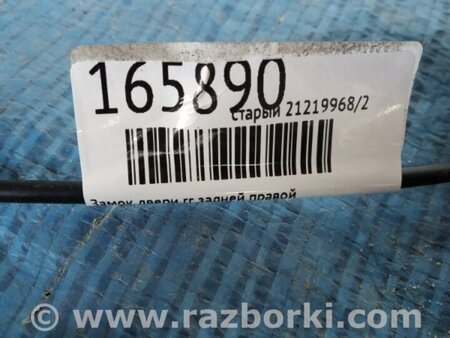 165890
старый 21219968/2
Замок двери гг задней правой
© www.razborki.com